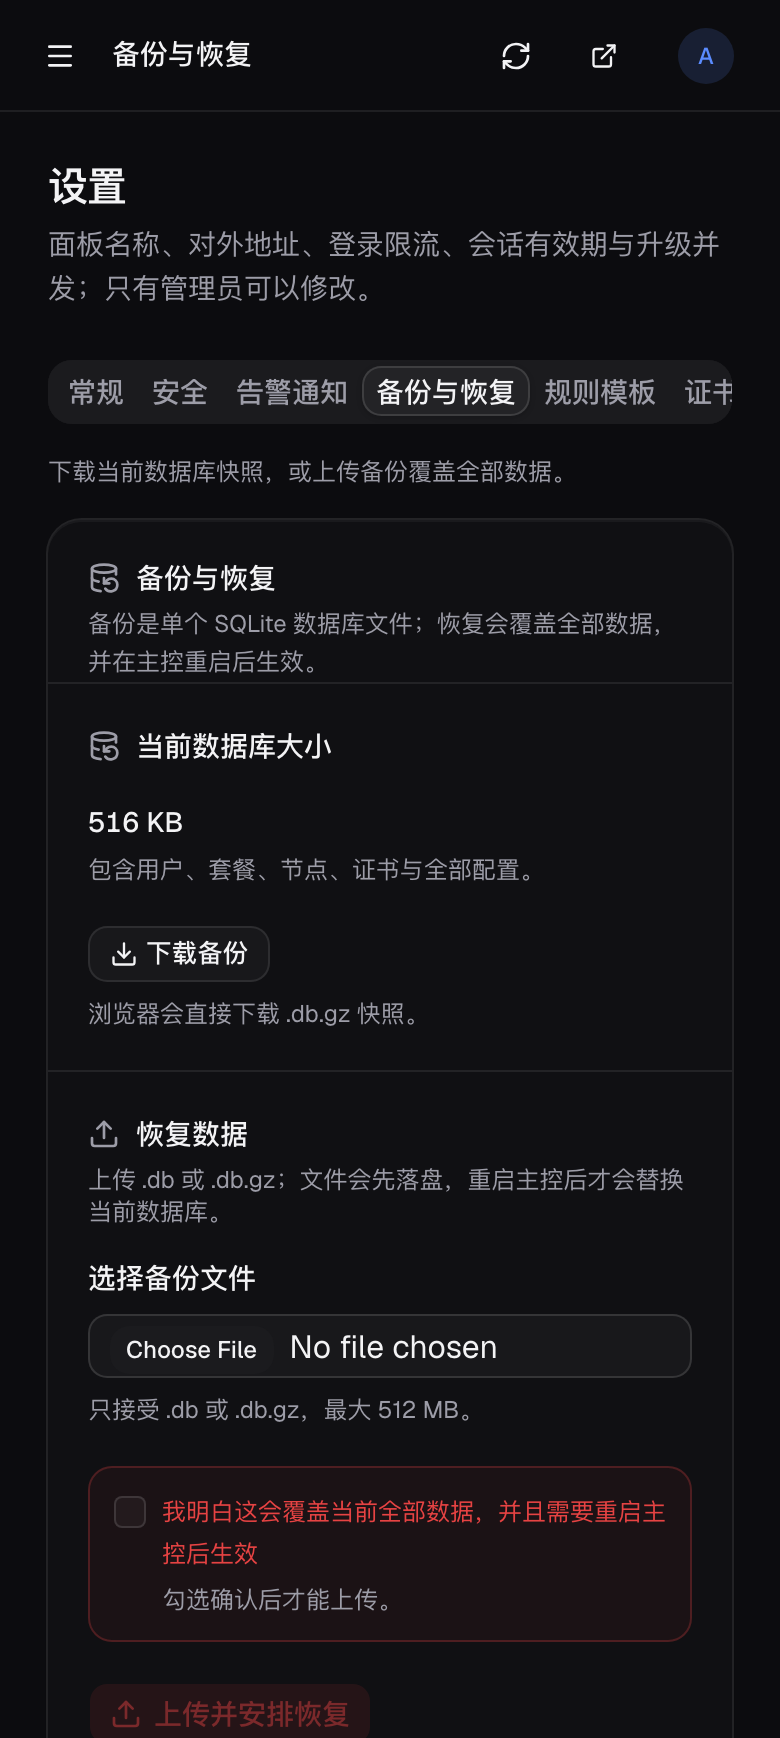 备份与恢复
A
设置
面板名称、对外地址、登录限流、会话有效期与升级并
发；只有管理员可以修改。
常规 安全 告警通知 备份与恢复 规则模板 证书
下载当前数据库快照，或上传备份覆盖全部数据。
备份与恢复
备份是单个 SQLite 数据库文件；恢复会覆盖全部数据，
并在主控重启后生效。
当前数据库大小
516 KB
包含用户、套餐、节点、证书与全部配置。
下载备份
浏览器会直接下载 .db.gz 快照。
恢复数据
上传 .db 或 .db.gz；文件会先落盘，重启主控后才会替换
当前数据库。
选择备份文件
Choose File No file chosen
只接受 .db 或 .db.gz，最大 512 MB。
我明白这会覆盖当前全部数据，并且需要重启主
控后生效
勾选确认后才能上传。
上传并安排恢复